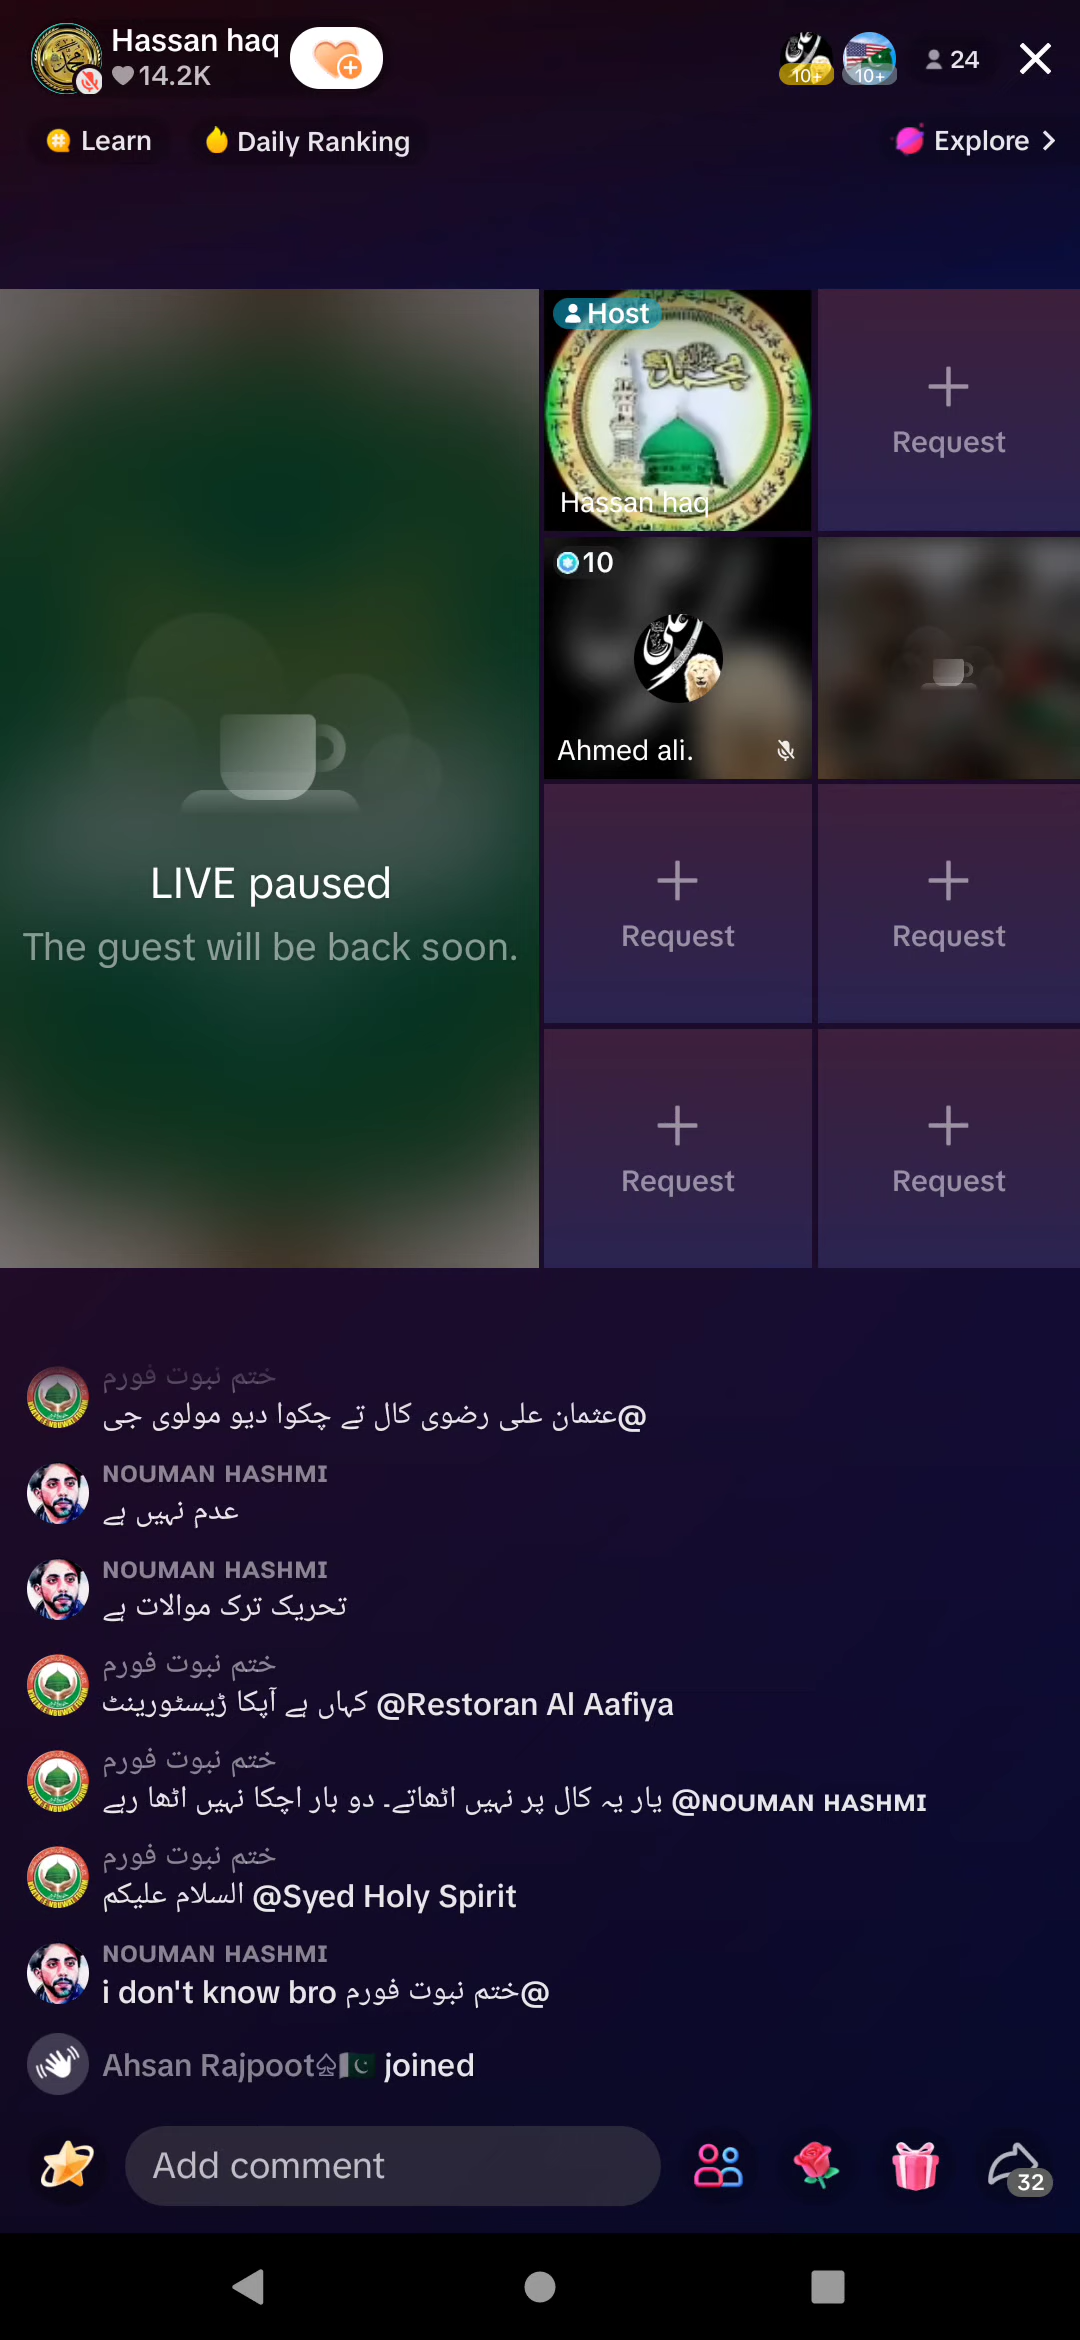 Hassan haq
14.2K
10+
10+
24
Learn
Daily Ranking
Explore
Host
Hassan haq
Request
LIVE paused
The guest will be back soon.
10
Ahmed ali.
Request
Request
Request
Request
ختم نبوت فورم
@عثمان علی رضوی کال تے چکوا دیو مولوی جی
NOUMAN HASHMI
عدم نہیں ہے
NOUMAN HASHMI
تحریک ترک موالات ہے
ختم نبوت فورم
کہاں ہے آپکا ڑیسٹورینٹ @Restoran Al Aafiya
ختم نبوت فورم
یار یہ کال پر نہیں اٹھاتے۔ دو بار اچکا نہیں اٹھا رہے @NOUMAN HASHMI
ختم نبوت فورم
السلام علیکم @Syed Holy Spirit
NOUMAN HASHMI
i don't know bro @ختم نبوت فورم
Ahsan Rajpoot♤🇵🇰 joined
Add comment
32